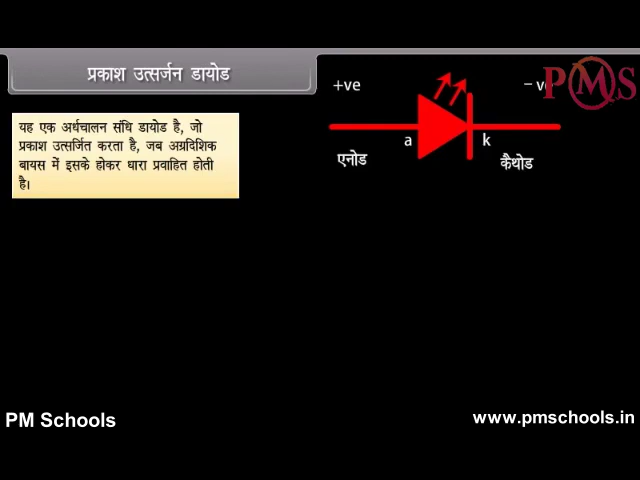 प्रकाश उत्सर्जन डायोड
PMS
+ve
-ve
यह एक अर्धचालन संधि डायोड है, जो
प्रकाश उत्सर्जित करता है, जब अग्रदिशिक
बायस में इसके होकर धारा प्रवाहित होती
है।
a
k
एनोड
कैथोड
PM Schools
www.pmschools.in